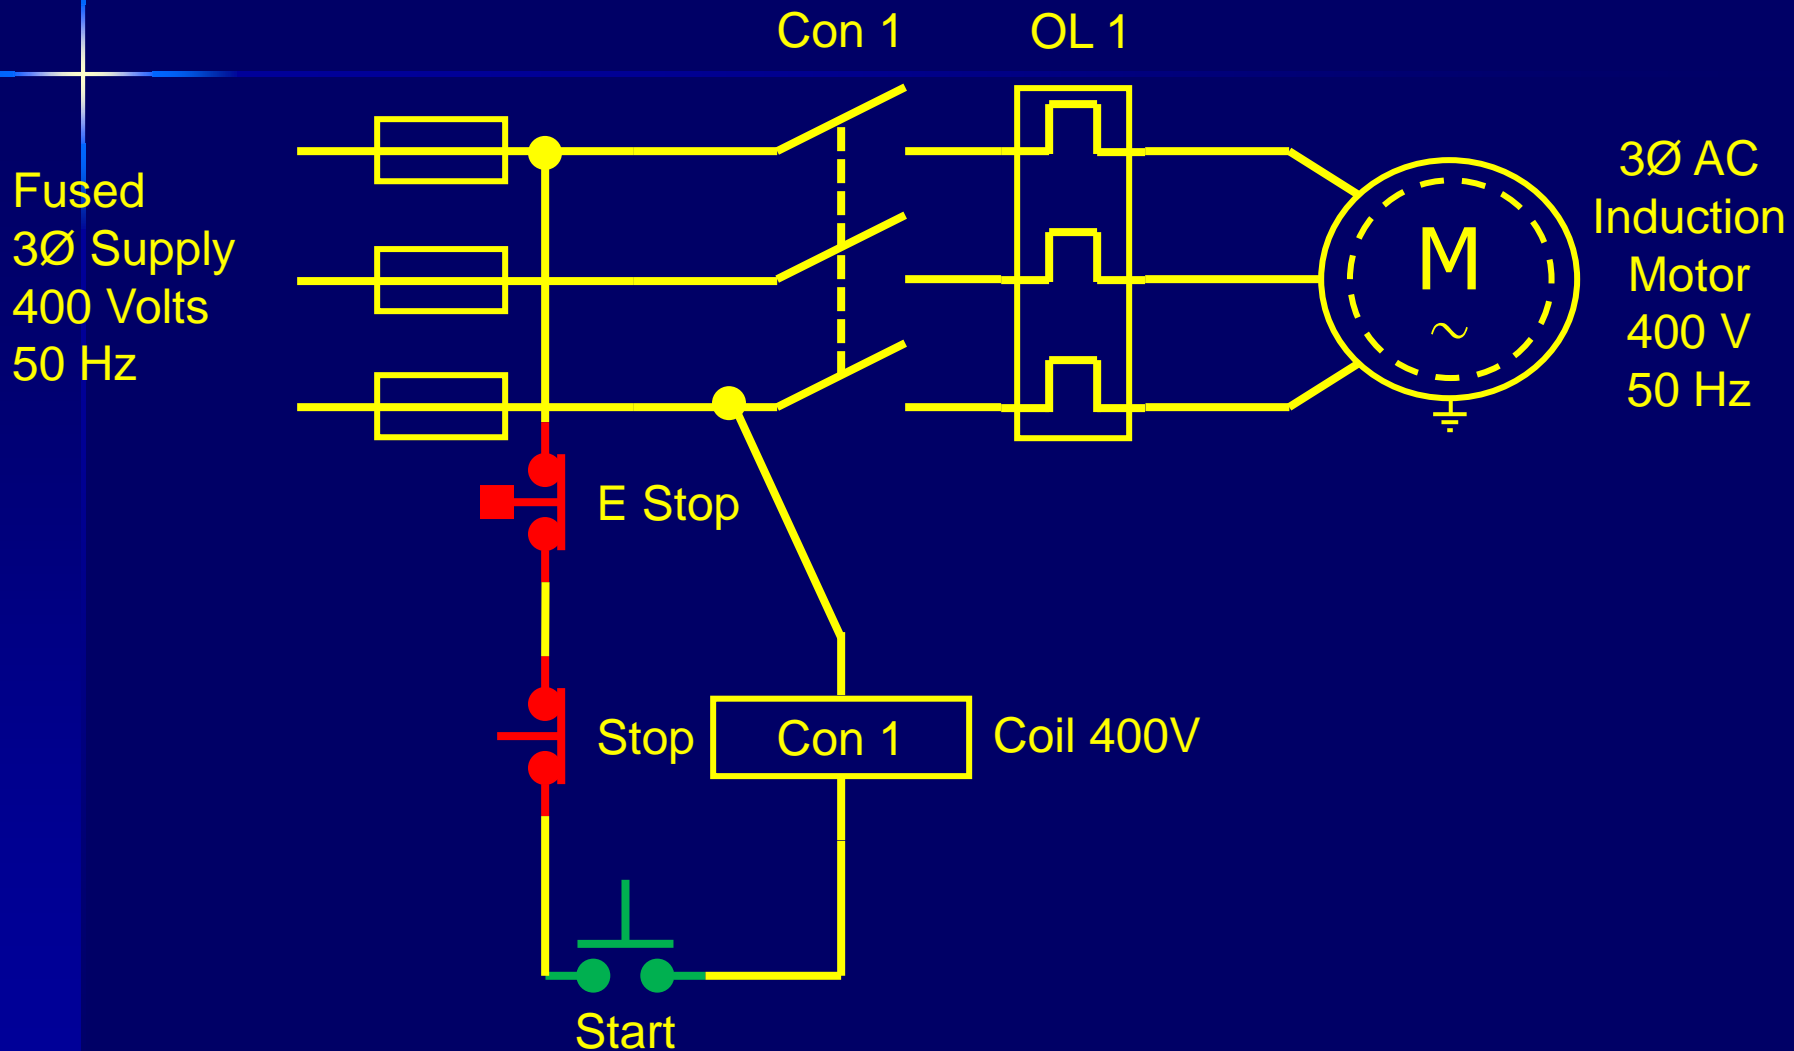 Con 1
OL 1
Fused
3Ø Supply
400 Volts
50 Hz
3Ø AC
Induction
Motor
400 V
50 Hz
M
~
E Stop
Stop
Con 1
Coil 400V
Start